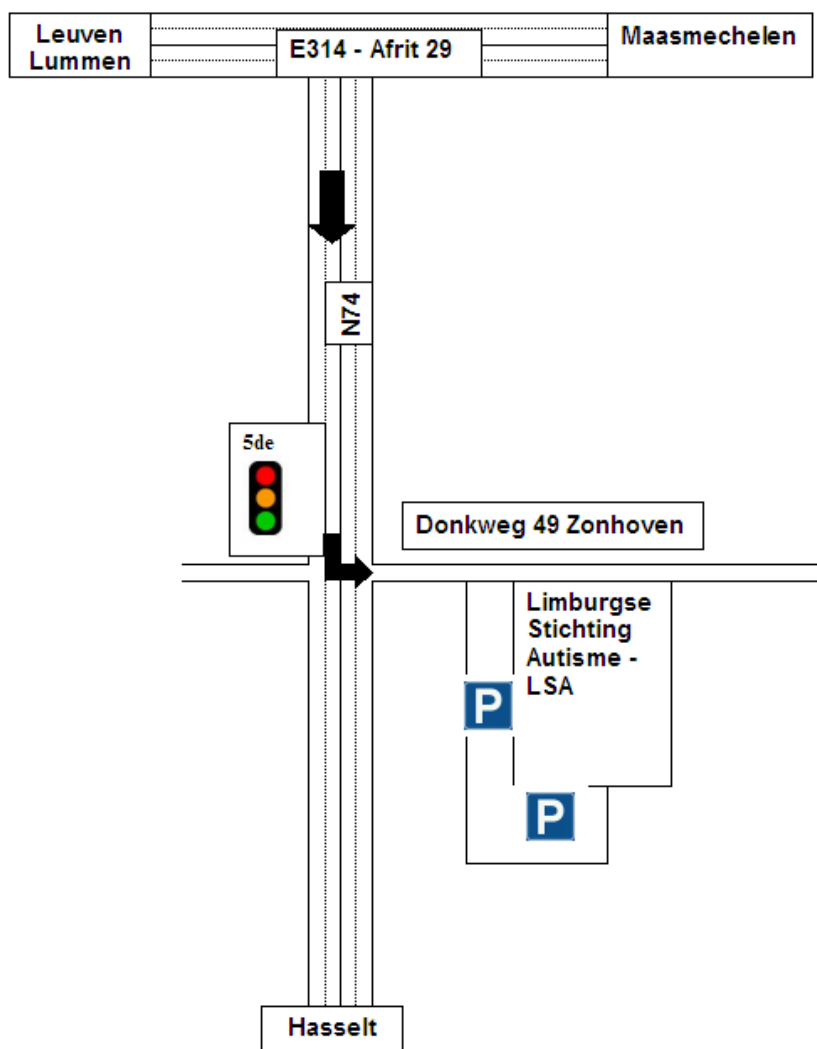 Leuven
Lummen
E314 - Afrit 29
Maasmechelen
N74
5de
Donkweg 49 Zonhoven
Limburgse
Stichting
Autisme -
LSA
P
P
Hasselt